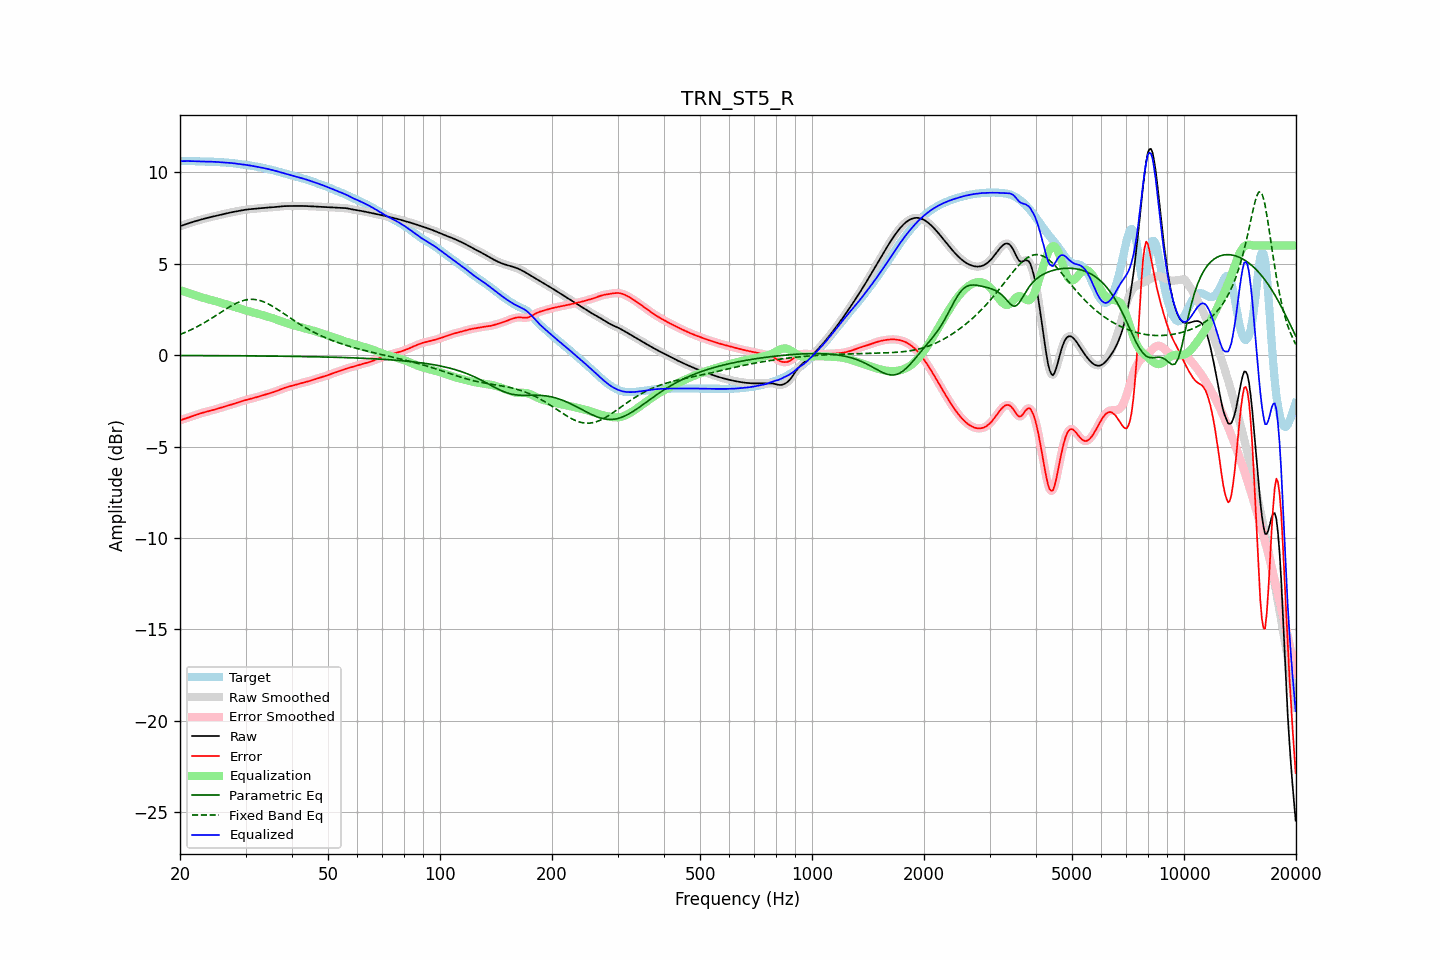 TRN_ST5_R
Amplitude (dBr)
10
5
0
−5
−10
−15
−20
−25
Target
Raw Smoothed
Error Smoothed
Raw
Error
Equalization
Parametric Eq
Fixed Band Eq
Equalized
20 50 100 200 500 1000 2000 5000 10000 20000
Frequency (Hz)